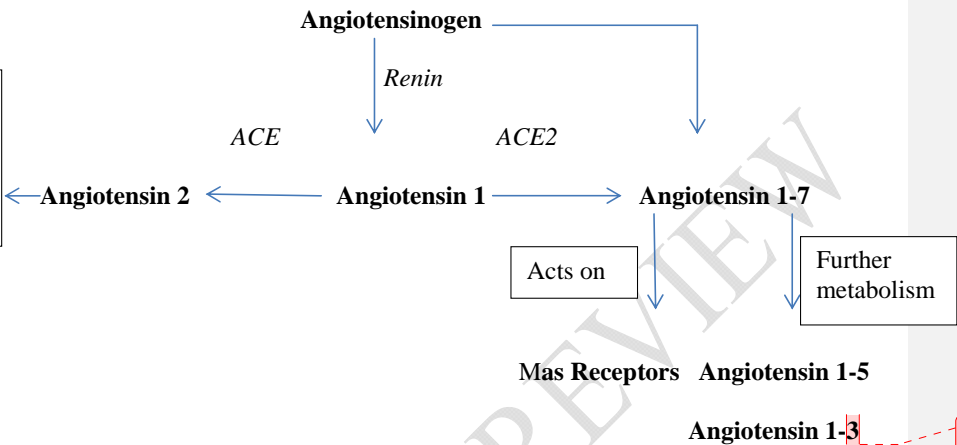 Angiotensinogen
Renin
ACE ACE2
Angiotensin 2 Angiotensin 1 Angiotensin 1-7
Acts on
Further
metabolism
Mas Receptors Angiotensin 1-5
Angiotensin 1-3
REVIEW